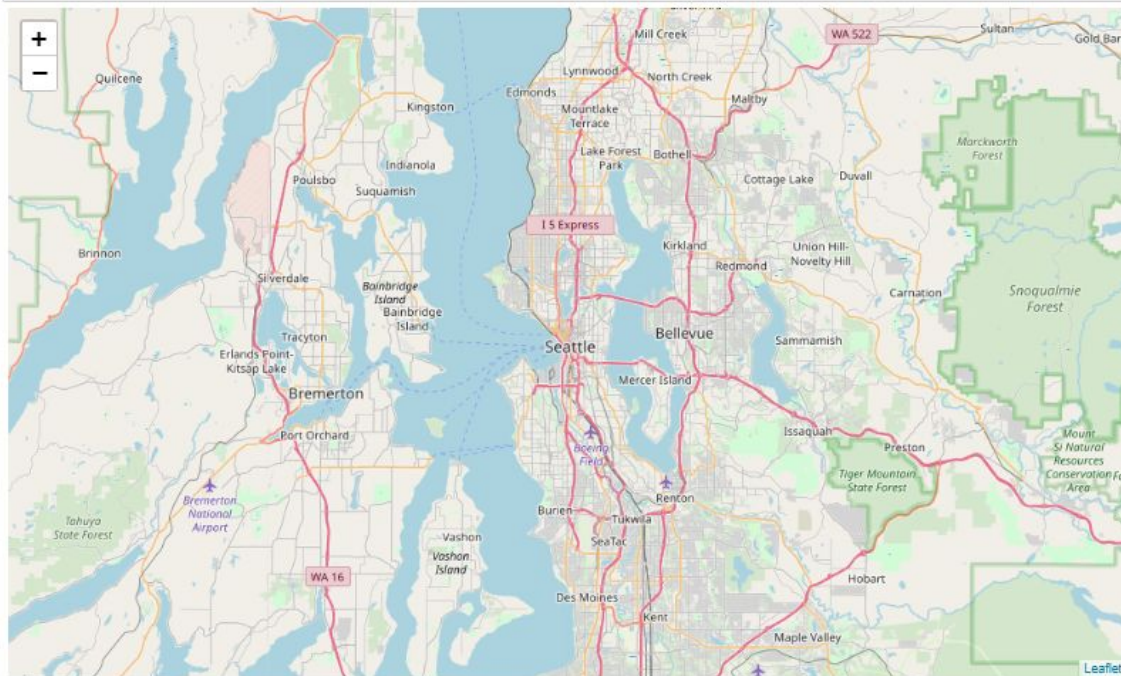 +
−
Mill Creek
WA 522
Sultan
Gold Bar
Quilcene
Lynnwood
North Creek
Edmonds
Maltby
Kingston
Mountlake
Terrace
Marckworth
Forest
Lake Forest
Park
Bothell
Indianola
Poulsbo
Suquamish
Cottage Lake
Duvall
I 5 Express
Brinnon
Kirkland
Union Hill-
Novelty Hill
Redmond
Silverdale
Bainbridge
Island
Bainbridge
Island
Carnation
Snoqualmie
Forest
Tracyton
Seattle
Bellevue
Sammamish
Erlands Point-
Kitsap Lake
Mercer Island
Bremerton
Port Orchard
Issaquah
Preston
Boeing
Field
Mount
Si Natural
Resources
Conservation
Area
Tiger Mountain
State Forest
Bremerton
National
Airport
Renton
Burien
Tukwila
Tahuya
State Forest
Vashon
SeaTac
Vashon
Island
WA 16
Hobart
Des Moines
Kent
Maple Valley
Leaflet